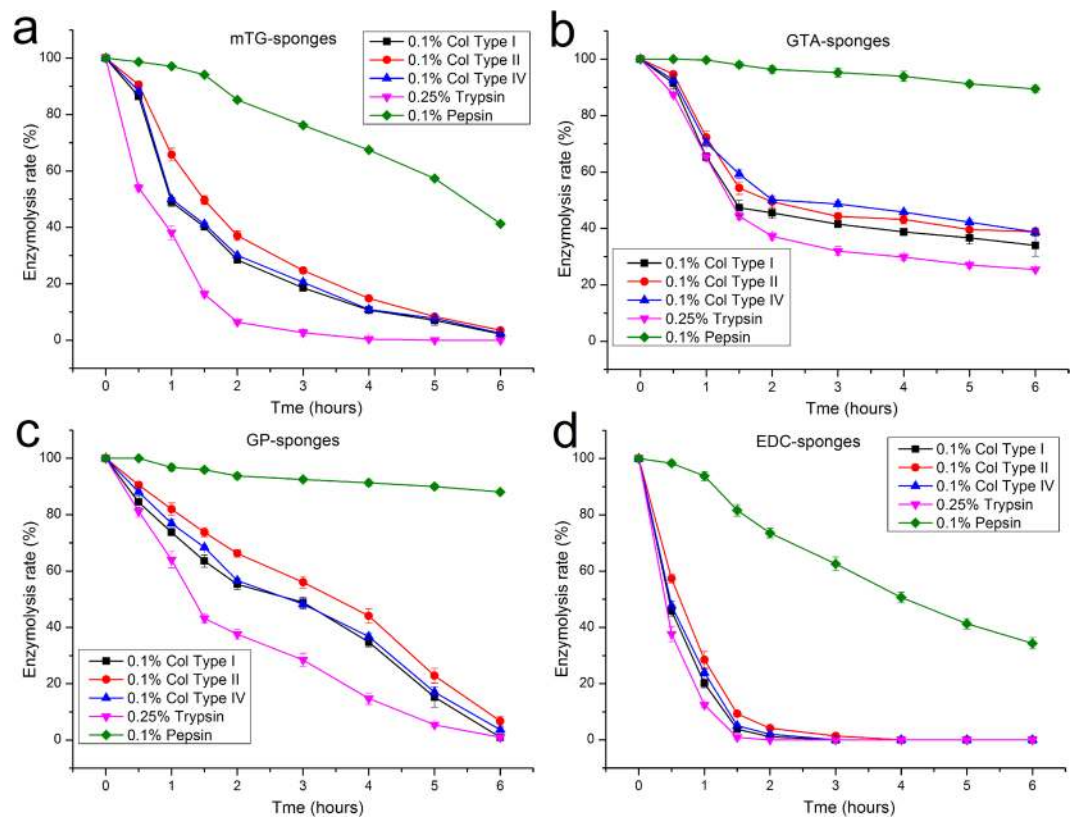 a
mTG-sponges
0.1% Col Type I
0.1% Col Type II
0.1% Col Type IV
0.25% Trypsin
0.1% Pepsin
Enzymolysis rate (%)
100
80
60
40
20
0
0 1 2 3 4 5 6
Tme (hours)
b
GTA-sponges
0.1% Col Type I
0.1% Col Type II
0.1% Col Type IV
0.25% Trypsin
0.1% Pepsin
Enzymolysis rate (%)
100
80
60
40
20
0
0 1 2 3 4 5 6
Tme (hours)
c
GP-sponges
0.1% Col Type I
0.1% Col Type II
0.1% Col Type IV
0.25% Trypsin
0.1% Pepsin
Enzymolysis rate (%)
100
80
60
40
20
0
0 1 2 3 4 5 6
Tme (hours)
d
EDC-sponges
0.1% Col Type I
0.1% Col Type II
0.1% Col Type IV
0.25% Trypsin
0.1% Pepsin
Enzymolysis rate (%)
100
80
60
40
20
0
0 1 2 3 4 5 6
Tme (hours)